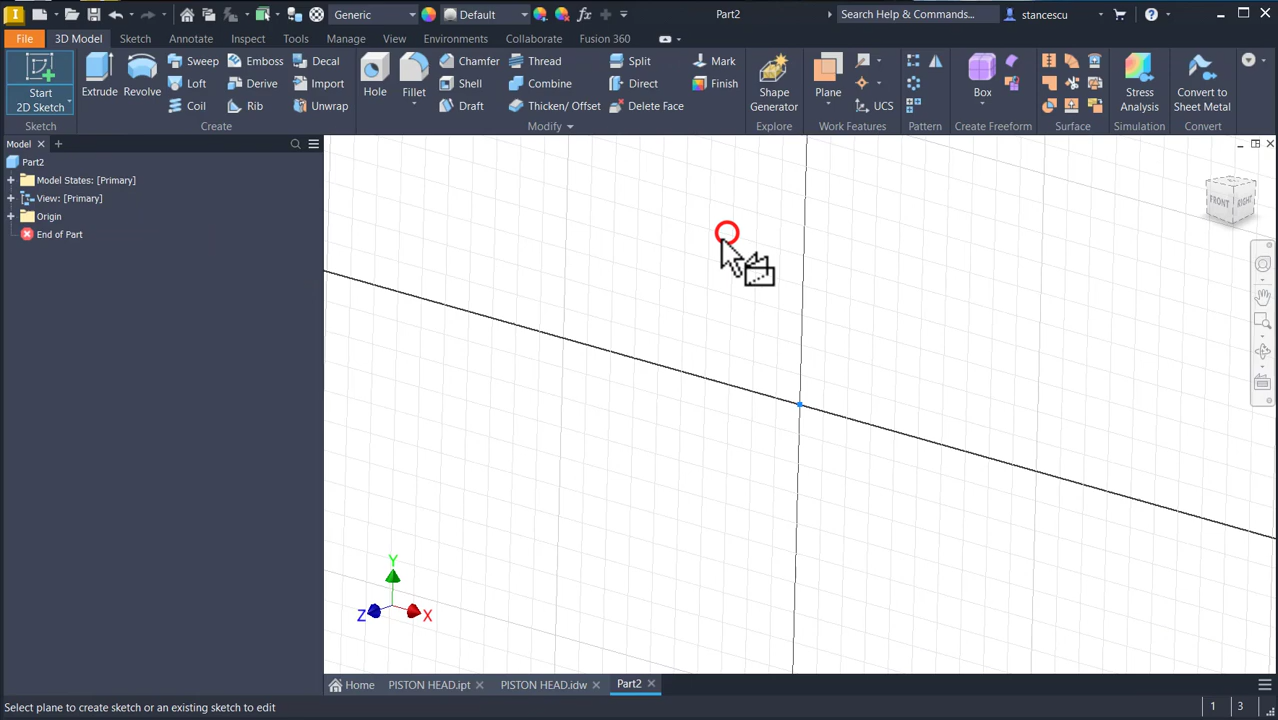 Generic
Default
Part2
Search Help & Commands...
stancescu
File
3D Model
Sketch
Annotate
Inspect
Tools
Manage
View
Environments
Collaborate
Fusion 360
Start
2D Sketch
Extrude
Revolve
Sweep
Loft
Coil
Emboss
Derive
Rib
Decal
Import
Unwrap
Hole
Fillet
Chamfer
Shell
Draft
Thread
Combine
Thicken/ Offset
Split
Direct
Delete Face
Mark
Finish
Shape
Generator
Plane
UCS
Box
Stress
Analysis
Convert to
Sheet Metal
Sketch
Create
Modify
Explore
Work Features
Pattern
Create Freeform
Surface
Simulation
Convert
Model
Part2
Model States: [Primary]
View: [Primary]
Origin
End of Part
FRONT
RIGHT
Y
Z
X
Home
PISTON HEAD.ipt
PISTON HEAD.idw
Part2
Select plane to create sketch or an existing sketch to edit
1
3